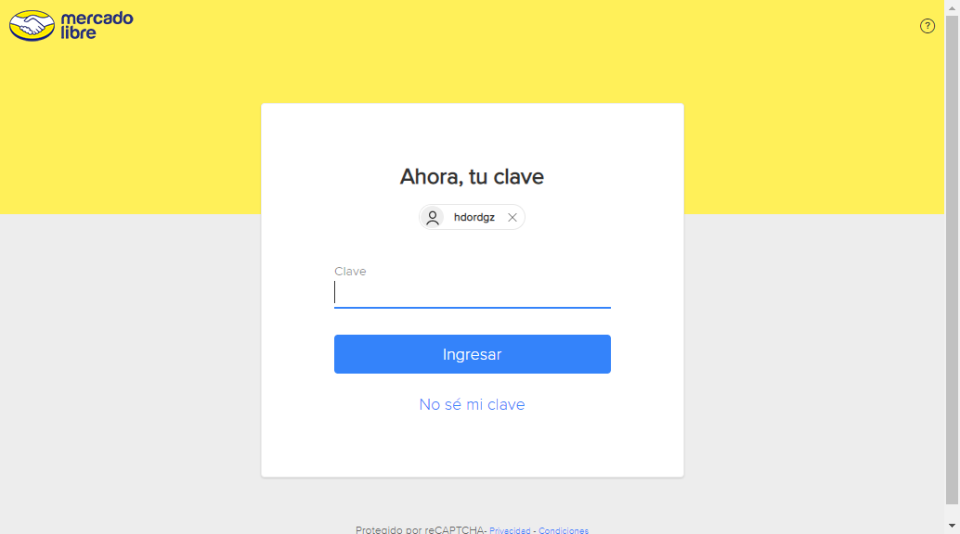 mercado
libre
?
Ahora, tu clave
hdordgz
Clave
Ingresar
No sé mi clave
Protegido por reCAPTCHA- Privacidad - Condiciones